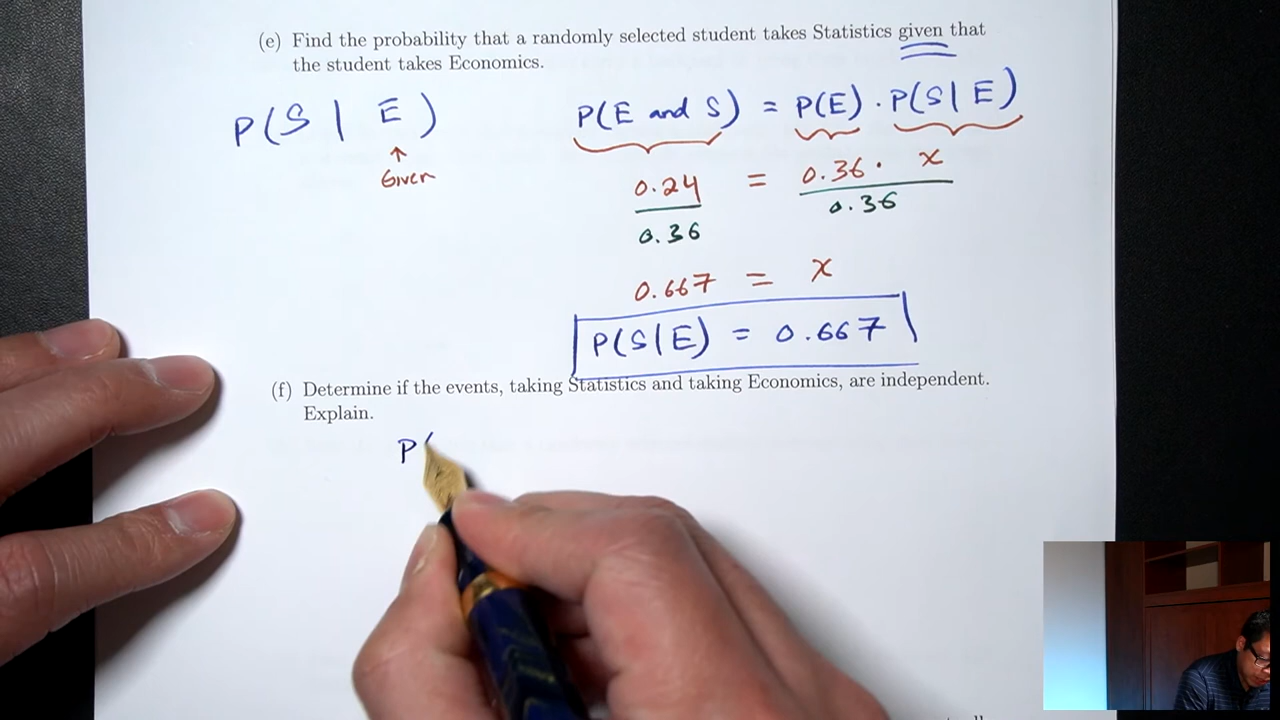 (e) Find the probability that a randomly selected student takes Statistics given that
the student takes Economics.
P(S | E)
↑
Given
P(E and S) = P(E) · P(S | E)
0.24 = 0.36 · x
0.36 0.36
0.667 = x
P(S|E) = 0.667
(f) Determine if the events, taking Statistics and taking Economics, are independent.
Explain.
P(